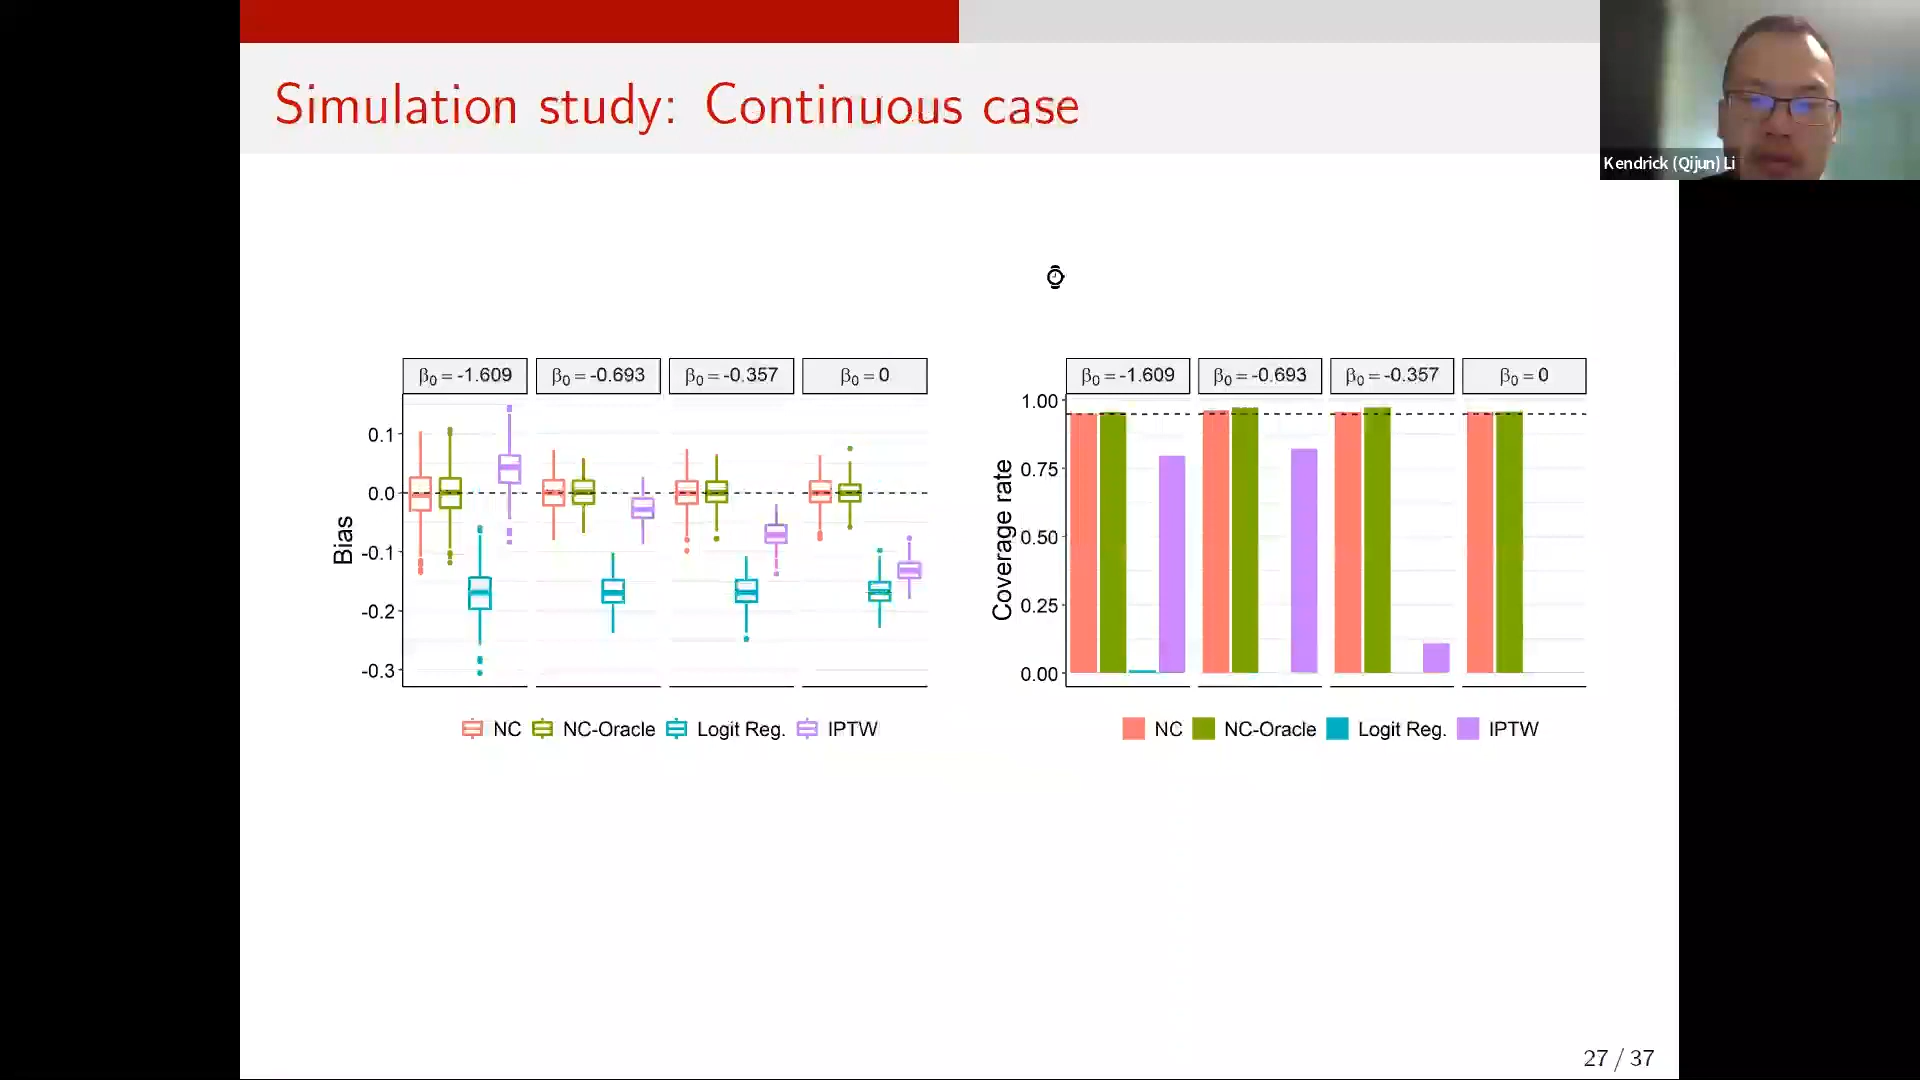 Simulation study: Continuous case
Kendrick (Qijun) Li
β0 = -1.609 β0 = -0.693 β0 = -0.357 β0 = 0
0.1
0.0
-0.1
-0.2
-0.3
Bias
NC NC-Oracle Logit Reg. IPTW
β0 = -1.609 β0 = -0.693 β0 = -0.357 β0 = 0
1.00
0.75
0.50
0.25
0.00
Coverage rate
NC NC-Oracle Logit Reg. IPTW
27 / 37